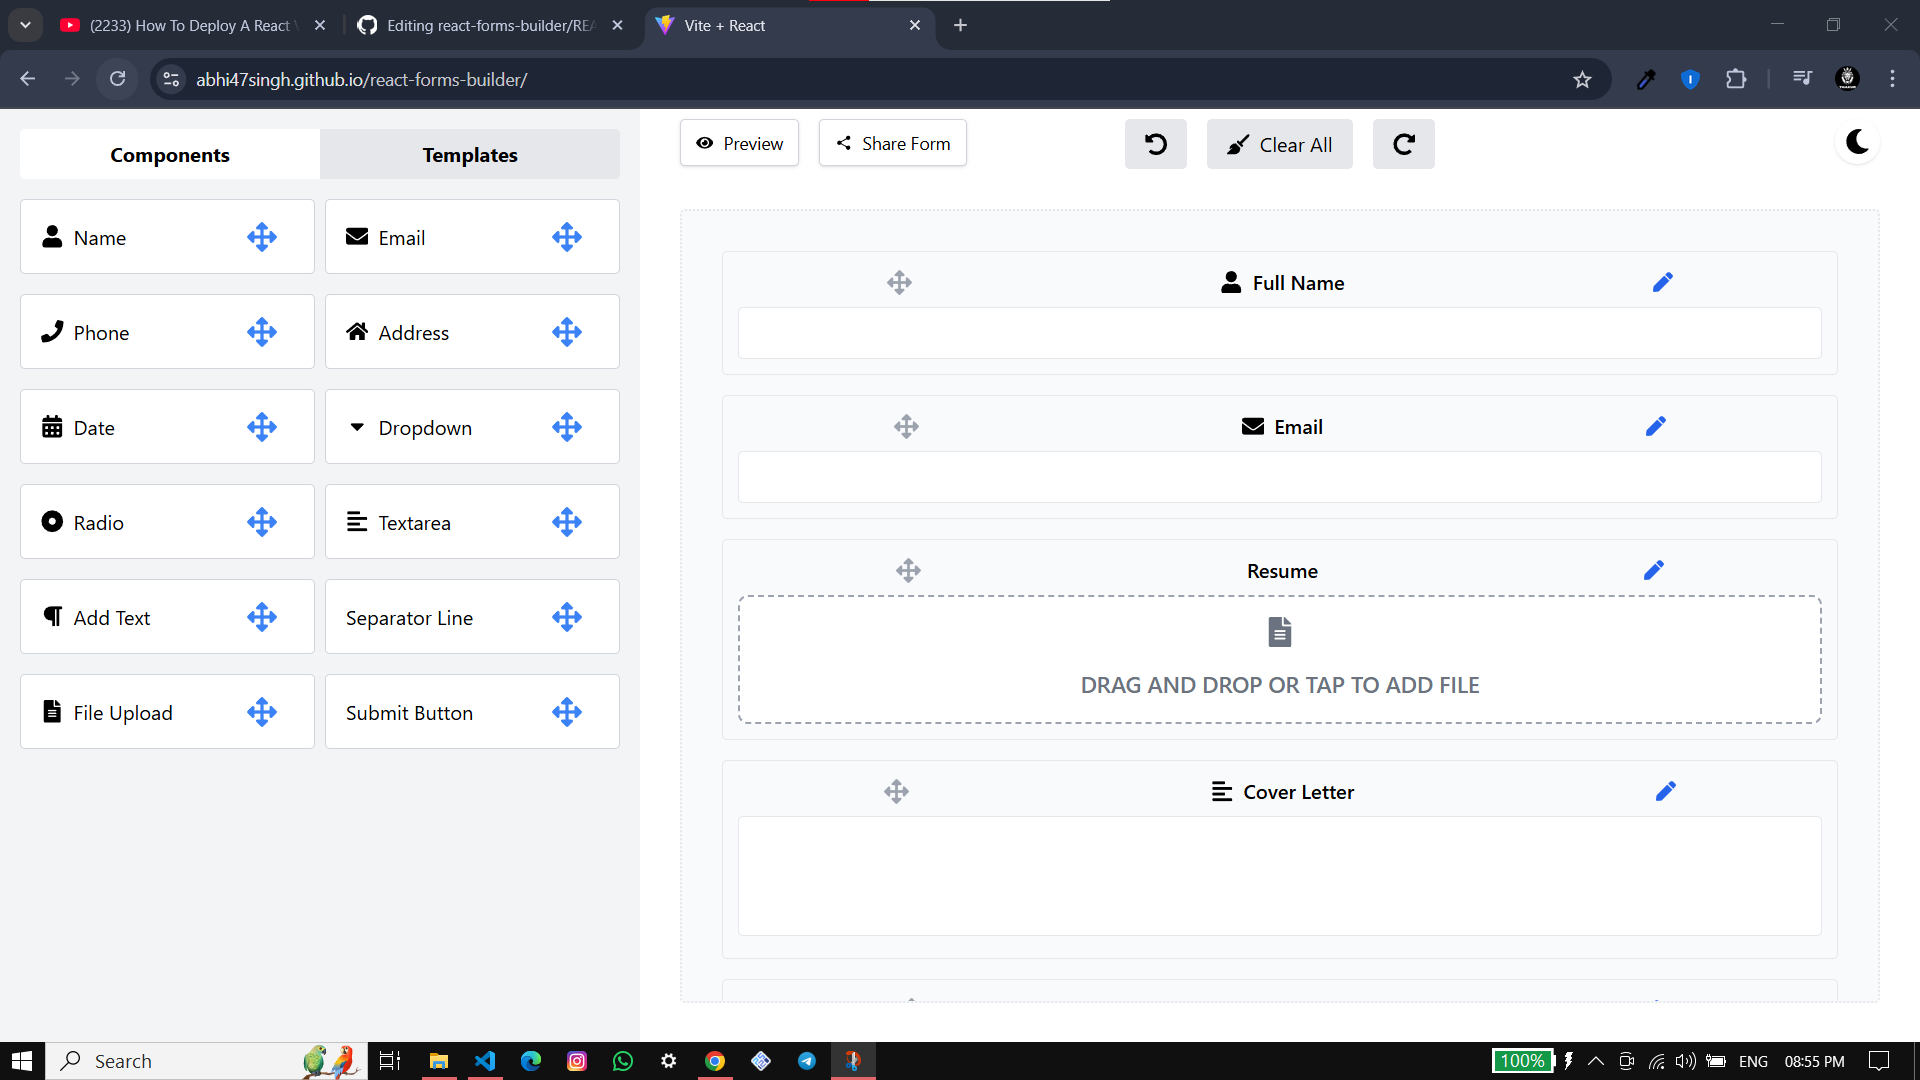 (2233) How To Deploy A React
Editing react-forms-builder/REA
Vite + React
abhi47singh.github.io/react-forms-builder/
Components
Templates
Preview
Share Form
Clear All
Name
Email
Phone
Address
Date
Dropdown
Radio
Textarea
Add Text
Separator Line
File Upload
Submit Button
Full Name
Email
Resume
DRAG AND DROP OR TAP TO ADD FILE
Cover Letter
Search
100%
ENG
08:55 PM